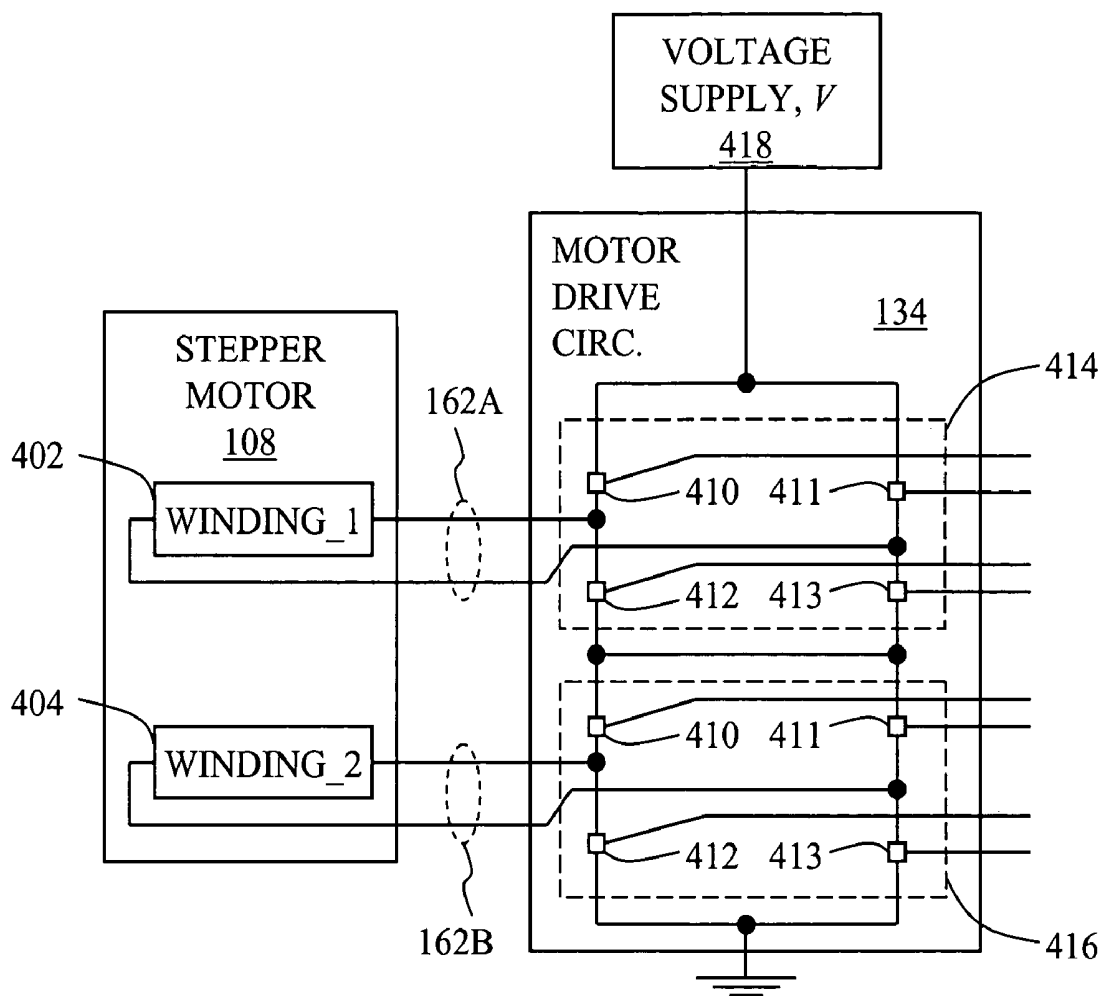 VOLTAGE
SUPPLY, V
418
MOTOR
DRIVE
CIRC.
134
414
STEPPER
MOTOR
108
162A
402
410
411
WINDING_1
412
413
404
410
411
WINDING_2
412
413
162B
416